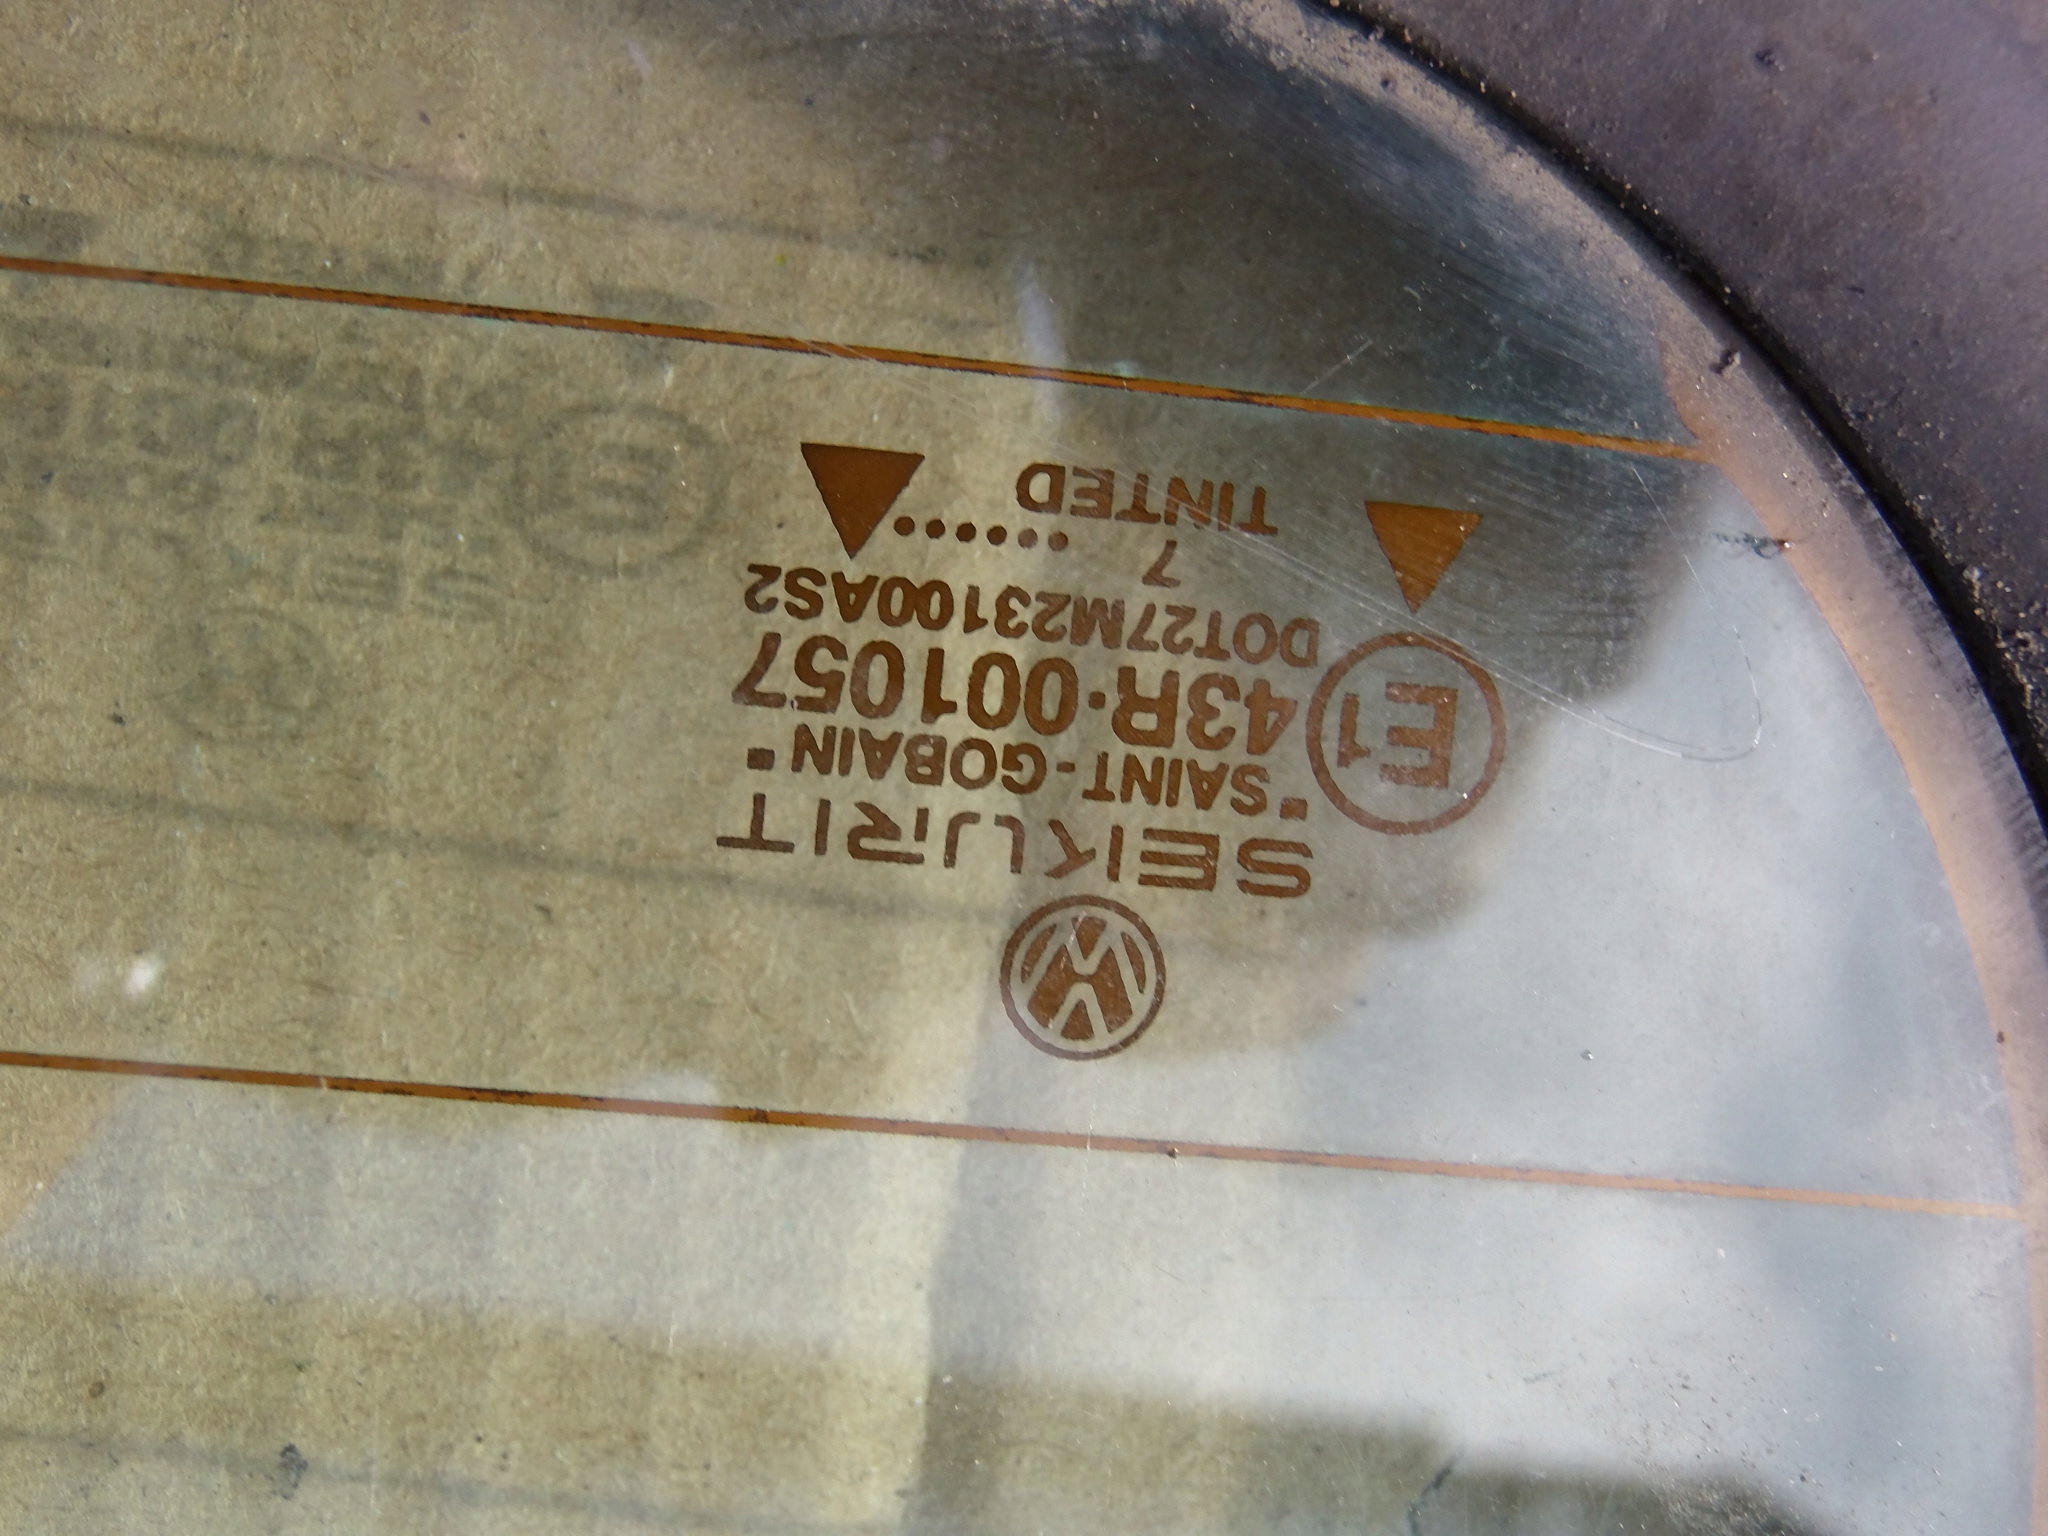 SEKURIT
"SAINT-GOBAIN"
E1 43R-001057
DOT27M23100AS2
7 ......
TINTED